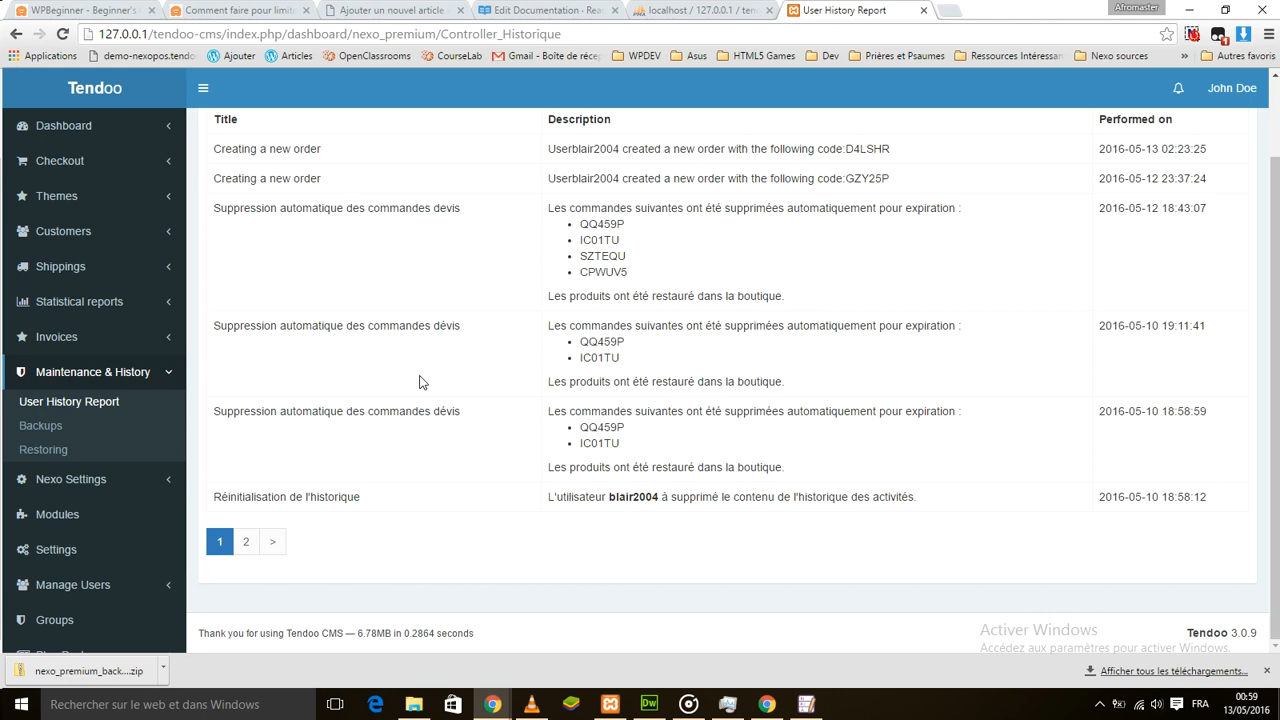 WPBeginner - Beginner's
Comment faire pour limit
Ajouter un nouvel article
Edit Documentation - Rea
localhost / 127.0.0.1 / ten
User History Report
Afromaster
127.0.0.1/tendoo-cms/index.php/dashboard/nexo_premium/Controller_Historique
Applications
demo-nexopos.tendo
Ajouter
Articles
OpenClassrooms
CourseLab
Gmail - Boite de réce
WPDEV
Asus
HTML5 Games
Dev
Prières et Psaumes
Ressources Intéressan
Nexo sources
»
Autres favoris
Tendoo
John Doe
Dashboard
Checkout
Themes
Customers
Shippings
Statistical reports
Invoices
Maintenance & History
User History Report
Backups
Restoring
Nexo Settings
Modules
Settings
Manage Users
Groups
Title Description Performed on
Creating a new order Userblair2004 created a new order with the following code:D4LSHR 2016-05-13 02:23:25
Creating a new order Userblair2004 created a new order with the following code:GZY25P 2016-05-12 23:37:24
Suppression automatique des commandes devis Les commandes suivantes ont été supprimées automatiquement pour expiration : 2016-05-12 18:43:07
• QQ459P
• IC01TU
• SZTEQU
• CPWUV5
Les produits ont été restauré dans la boutique.
Suppression automatique des commandes dévis Les commandes suivantes ont été supprimées automatiquement pour expiration : 2016-05-10 19:11:41
• QQ459P
• IC01TU
Les produits ont été restauré dans la boutique.
Suppression automatique des commandes dévis Les commandes suivantes ont été supprimées automatiquement pour expiration : 2016-05-10 18:58:59
• QQ459P
• IC01TU
Les produits ont été restauré dans la boutique.
Réinitialisation de l'historique L'utilisateur blair2004 à supprimé le contenu de l'historique des activités. 2016-05-10 18:58:12
1 2 >
Thank you for using Tendoo CMS — 6.78MB in 0.2864 seconds
Tendoo 3.0.9
Activer Windows
Accédez aux paramètres pour activer Windows.
nexo_premium_back....zip
Afficher tous les téléchargements...
Rechercher sur le web et dans Windows
FRA
00:59
13/05/2016